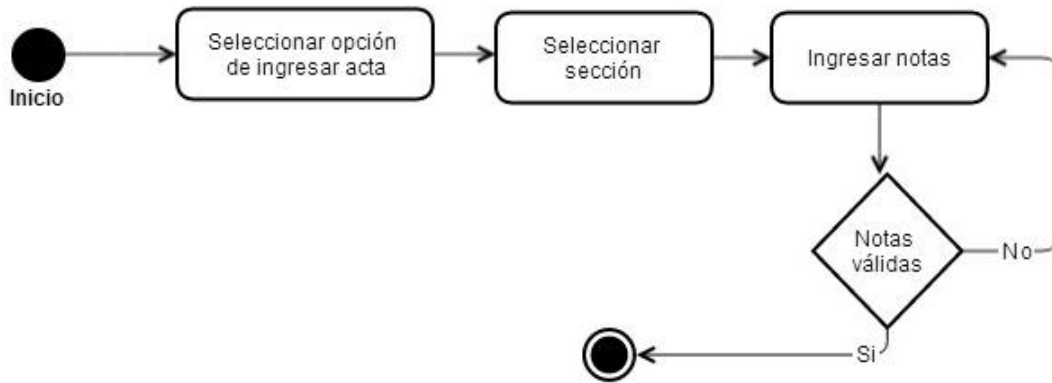 Inicio
Seleccionar opción
de ingresar acta
Seleccionar
sección
Ingresar notas
Notas
válidas
No
Si